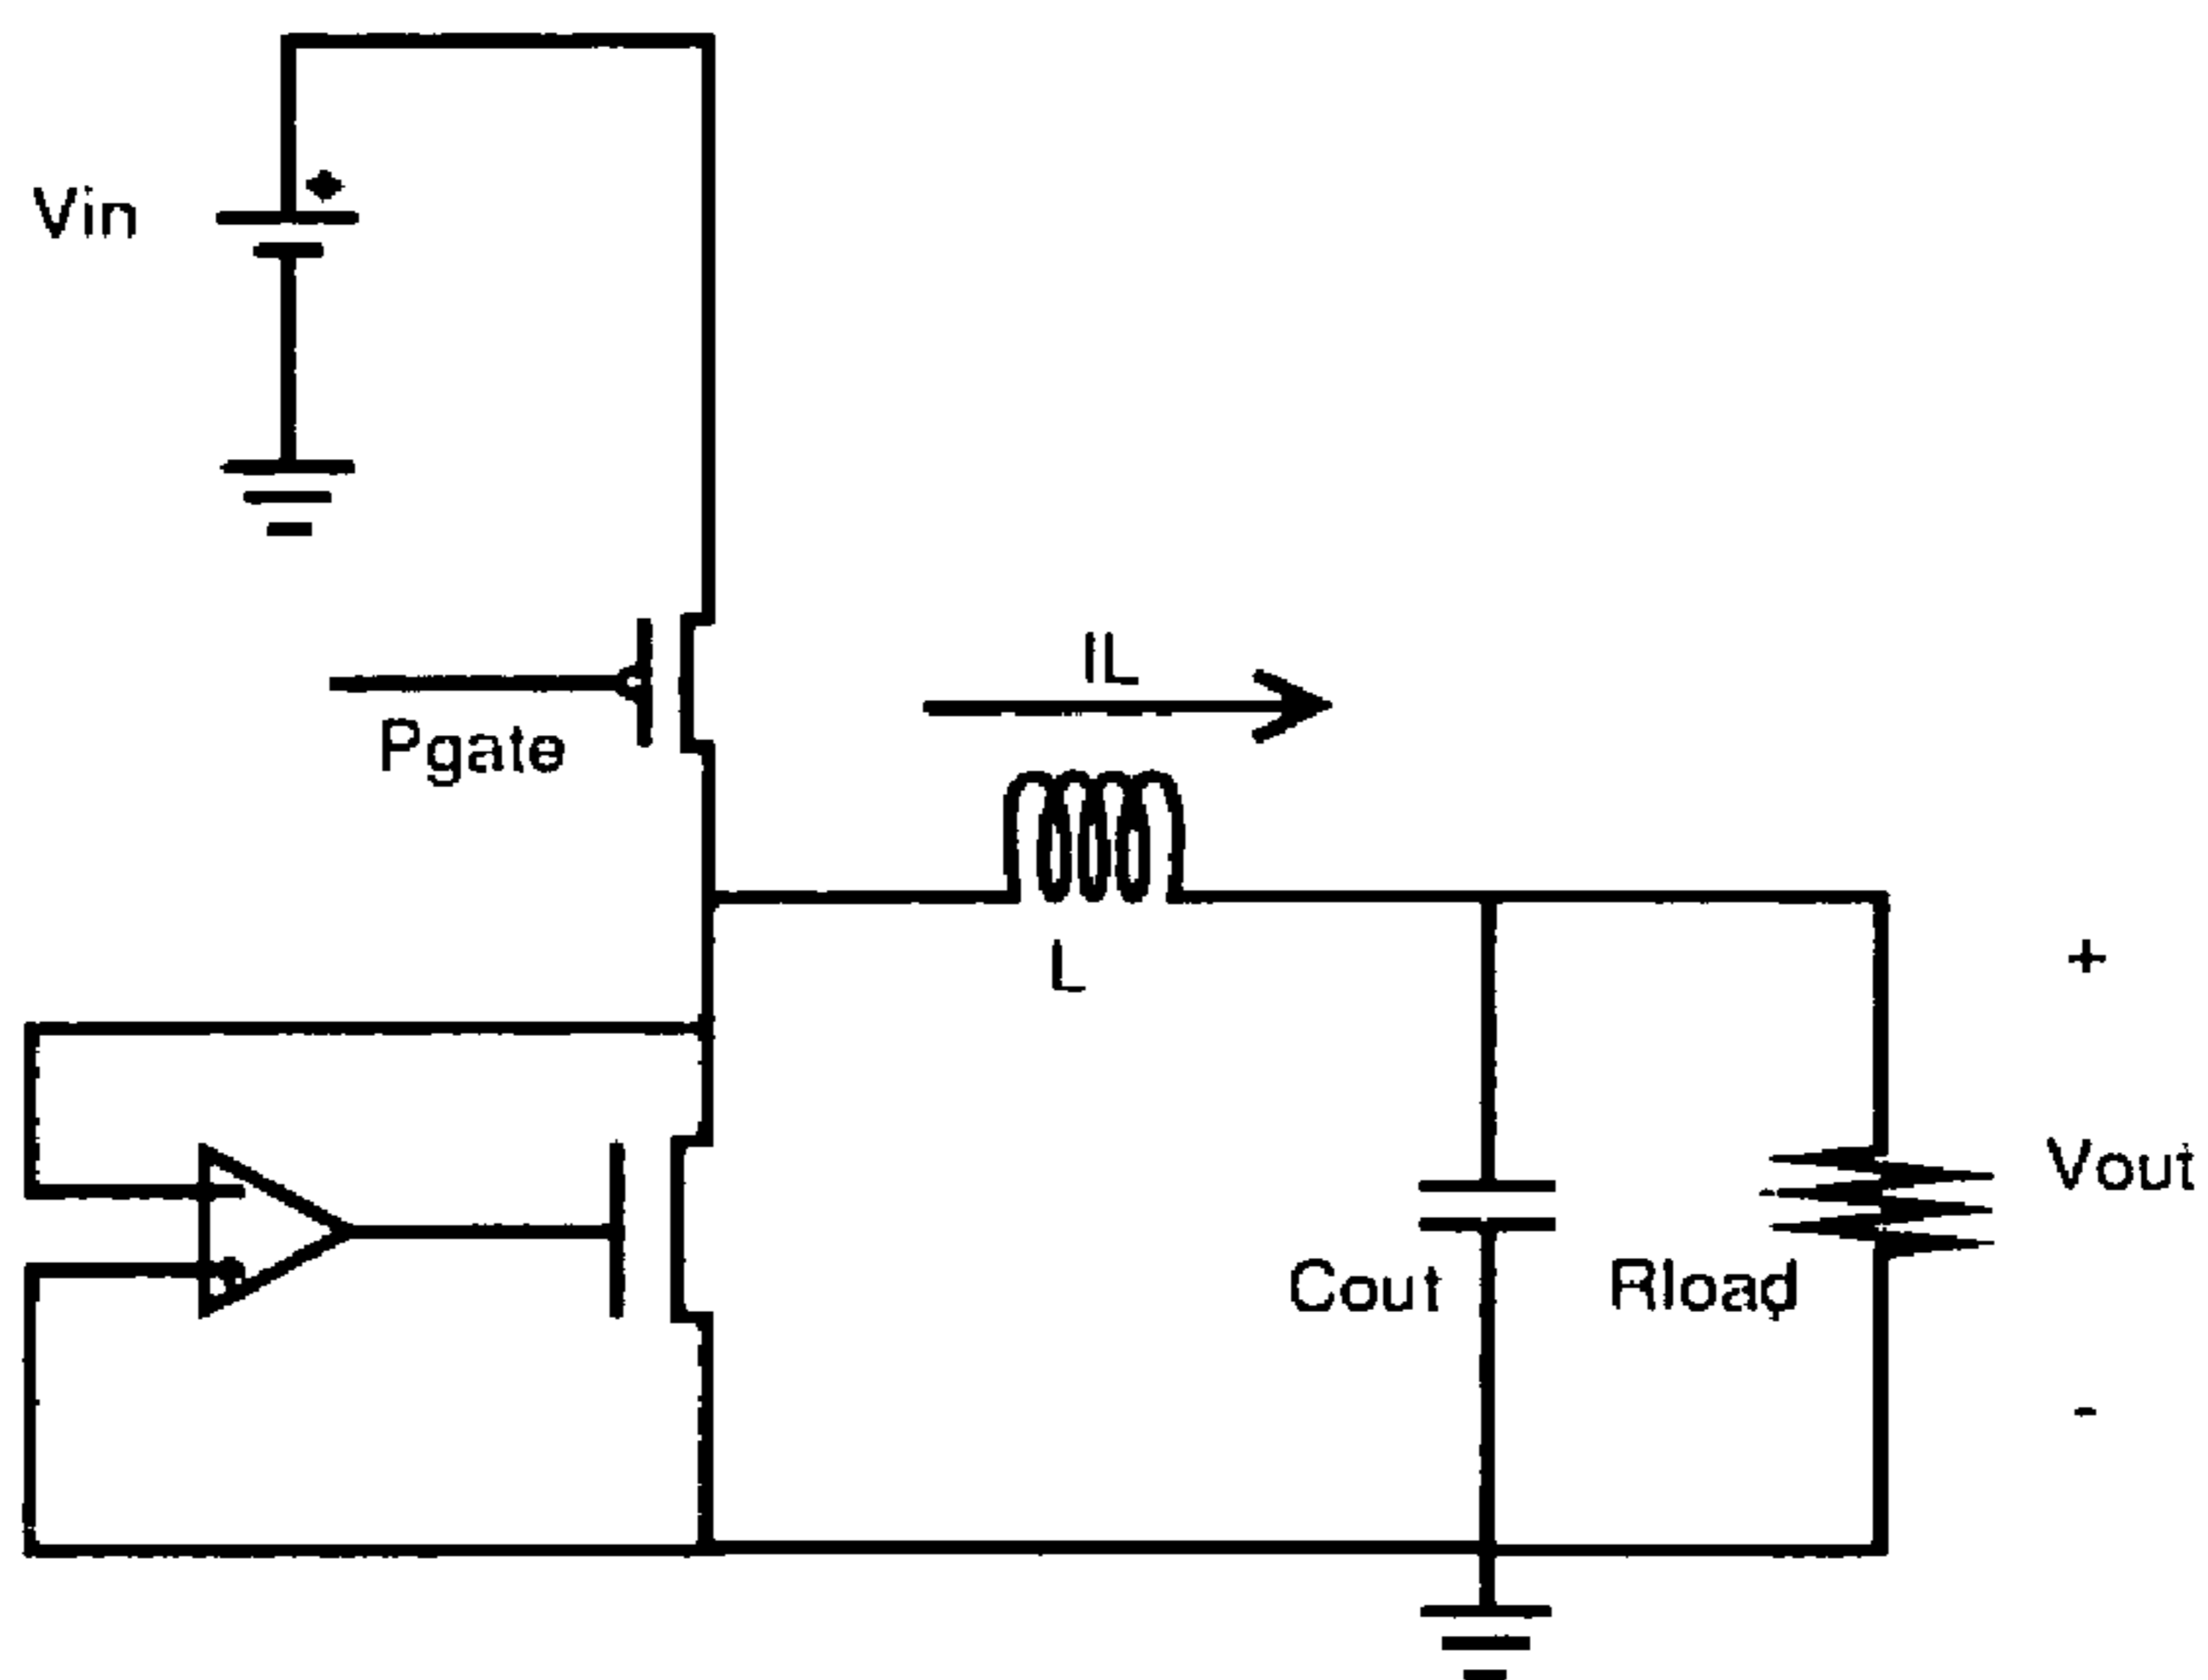 Vin
IL
Pgate
L
+
Vout
Cout
Rload
-